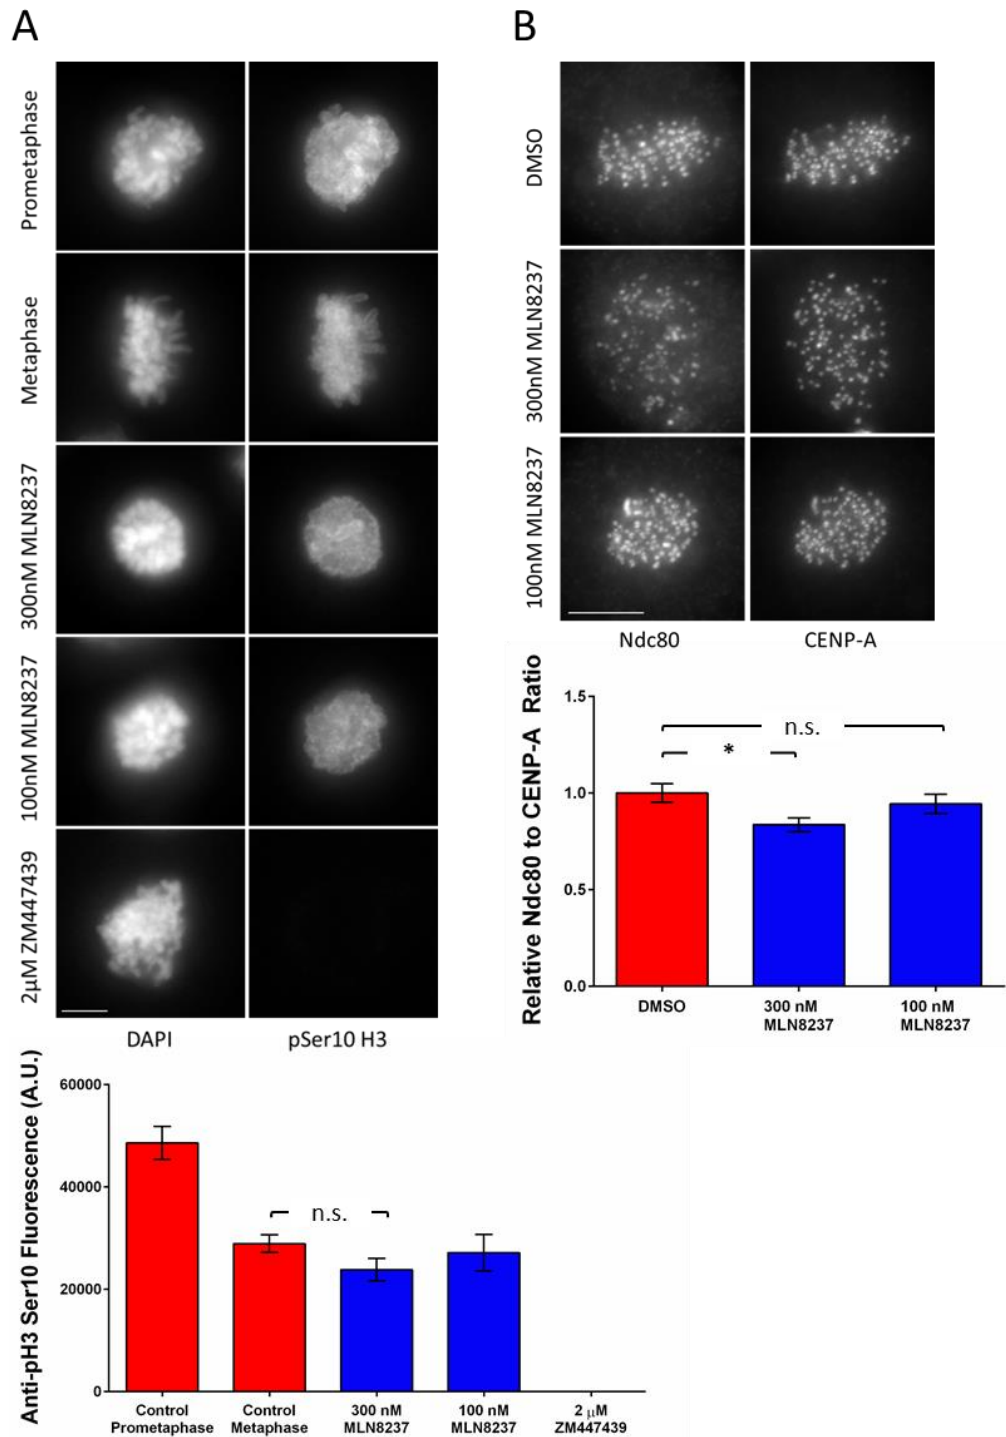 A
B
Prometaphase
Metaphase
300nM MLN8237
100nM MLN8237
2µM ZM447439
DAPI
pSer10 H3
DMSO
300nM MLN8237
100nM MLN8237
Ndc80
CENP-A
Relative Ndc80 to CENP-A Ratio
1.5
1.0
0.5
0.0
n.s.
*
DMSO
300 nM
MLN8237
100 nM
MLN8237
Anti-pH3 Ser10 Fluorescence (A.U.)
60000
40000
20000
0
n.s.
Control
Prometaphase
Control
Metaphase
300 nM
MLN8237
100 nM
MLN8237
2 µM
ZM447439